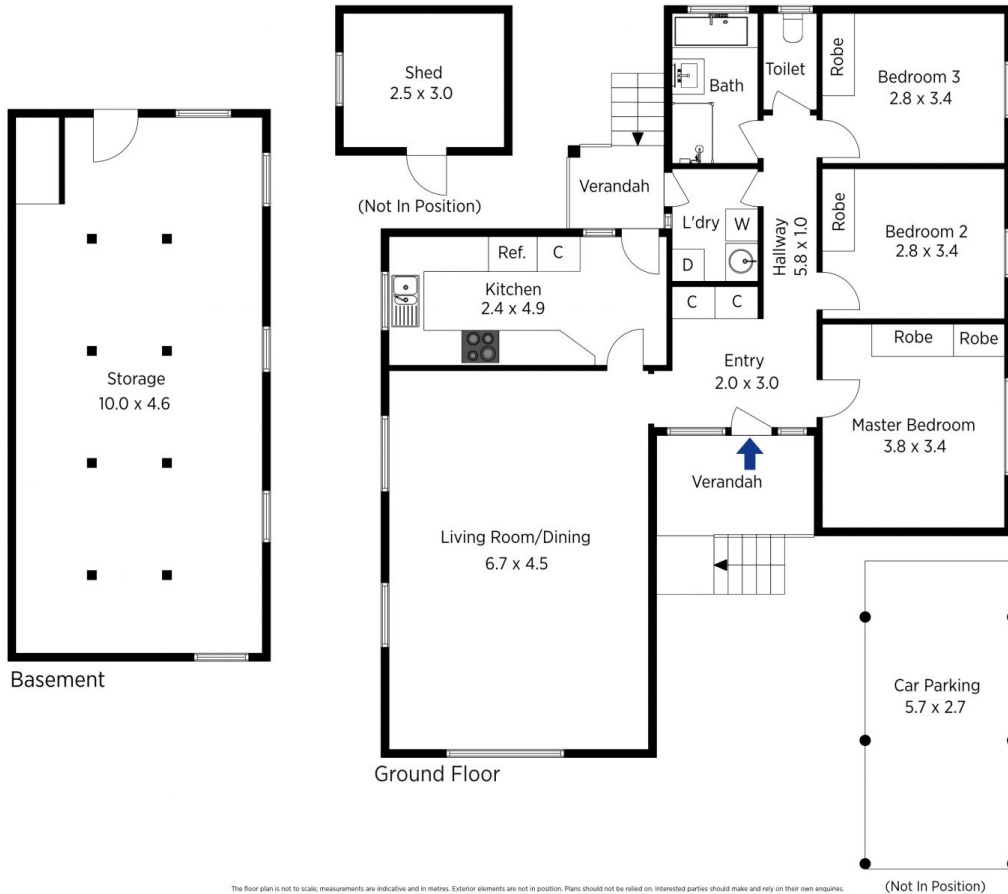 Shed
2.5 x 3.0
(Not In Position)
Verandah
Bath
Toilet
Robe
Bedroom 3
2.8 x 3.4
L'dry
W
D
Hallway
5.8 x 1.0
Robe
Bedroom 2
2.8 x 3.4
Ref.
C
Kitchen
2.4 x 4.9
C
C
Entry
2.0 x 3.0
Robe
Robe
Master Bedroom
3.8 x 3.4
Verandah
Storage
10.0 x 4.6
Basement
Living Room/Dining
6.7 x 4.5
Ground Floor
Car Parking
5.7 x 2.7
(Not In Position)
The floor plan is not to scale; measurements are indicative and in metres. Exterior elements are not in position. Plans should not be relied on. Interested parties should make and rely on their own enquiries.